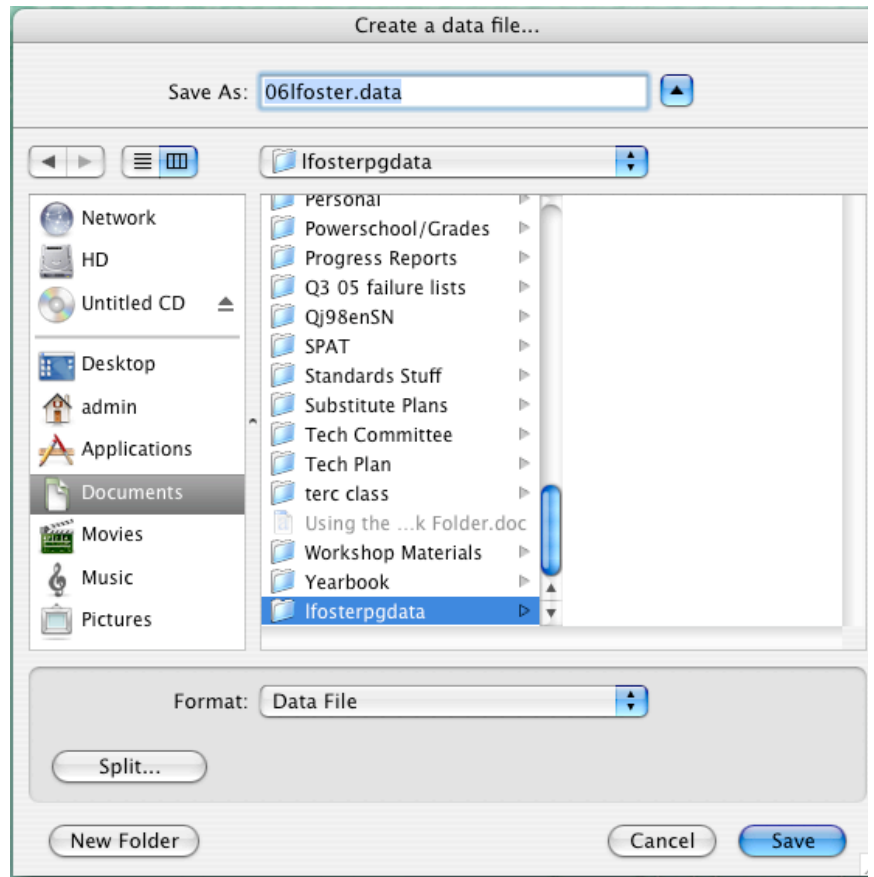 Create a data file...
Save As: 06lfoster.data
lfosterpgdata
Network
HD
Untitled CD
Desktop
admin
Applications
Documents
Movies
Music
Pictures
Personal
Powerschool/Grades
Progress Reports
Q3 05 failure lists
Qj98enSN
SPAT
Standards Stuff
Substitute Plans
Tech Committee
Tech Plan
terc class
Using the ...k Folder.doc
Workshop Materials
Yearbook
lfosterpgdata
Format: Data File
Split...
New Folder
Cancel
Save